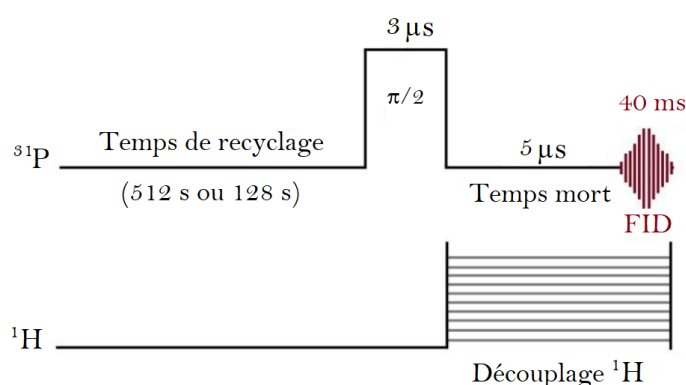 3 μs
π/2
40 ms
³¹P
Temps de recyclage
5 μs
(512 s ou 128 s)
Temps mort
FID
¹H
Découplage ¹H